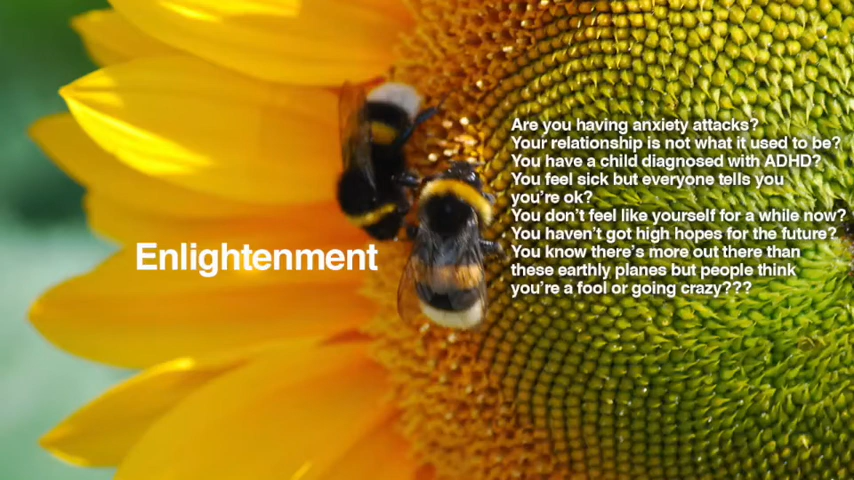 Enlightenment
Are you having anxiety attacks?
Your relationship is not what it used to be?
You have a child diagnosed with ADHD?
You feel sick but everyone tells you
you're ok?
You don't feel like yourself for a while now?
You haven't got high hopes for the future?
You know there's more out there than
these earthly planes but people think
you're a fool or going crazy???